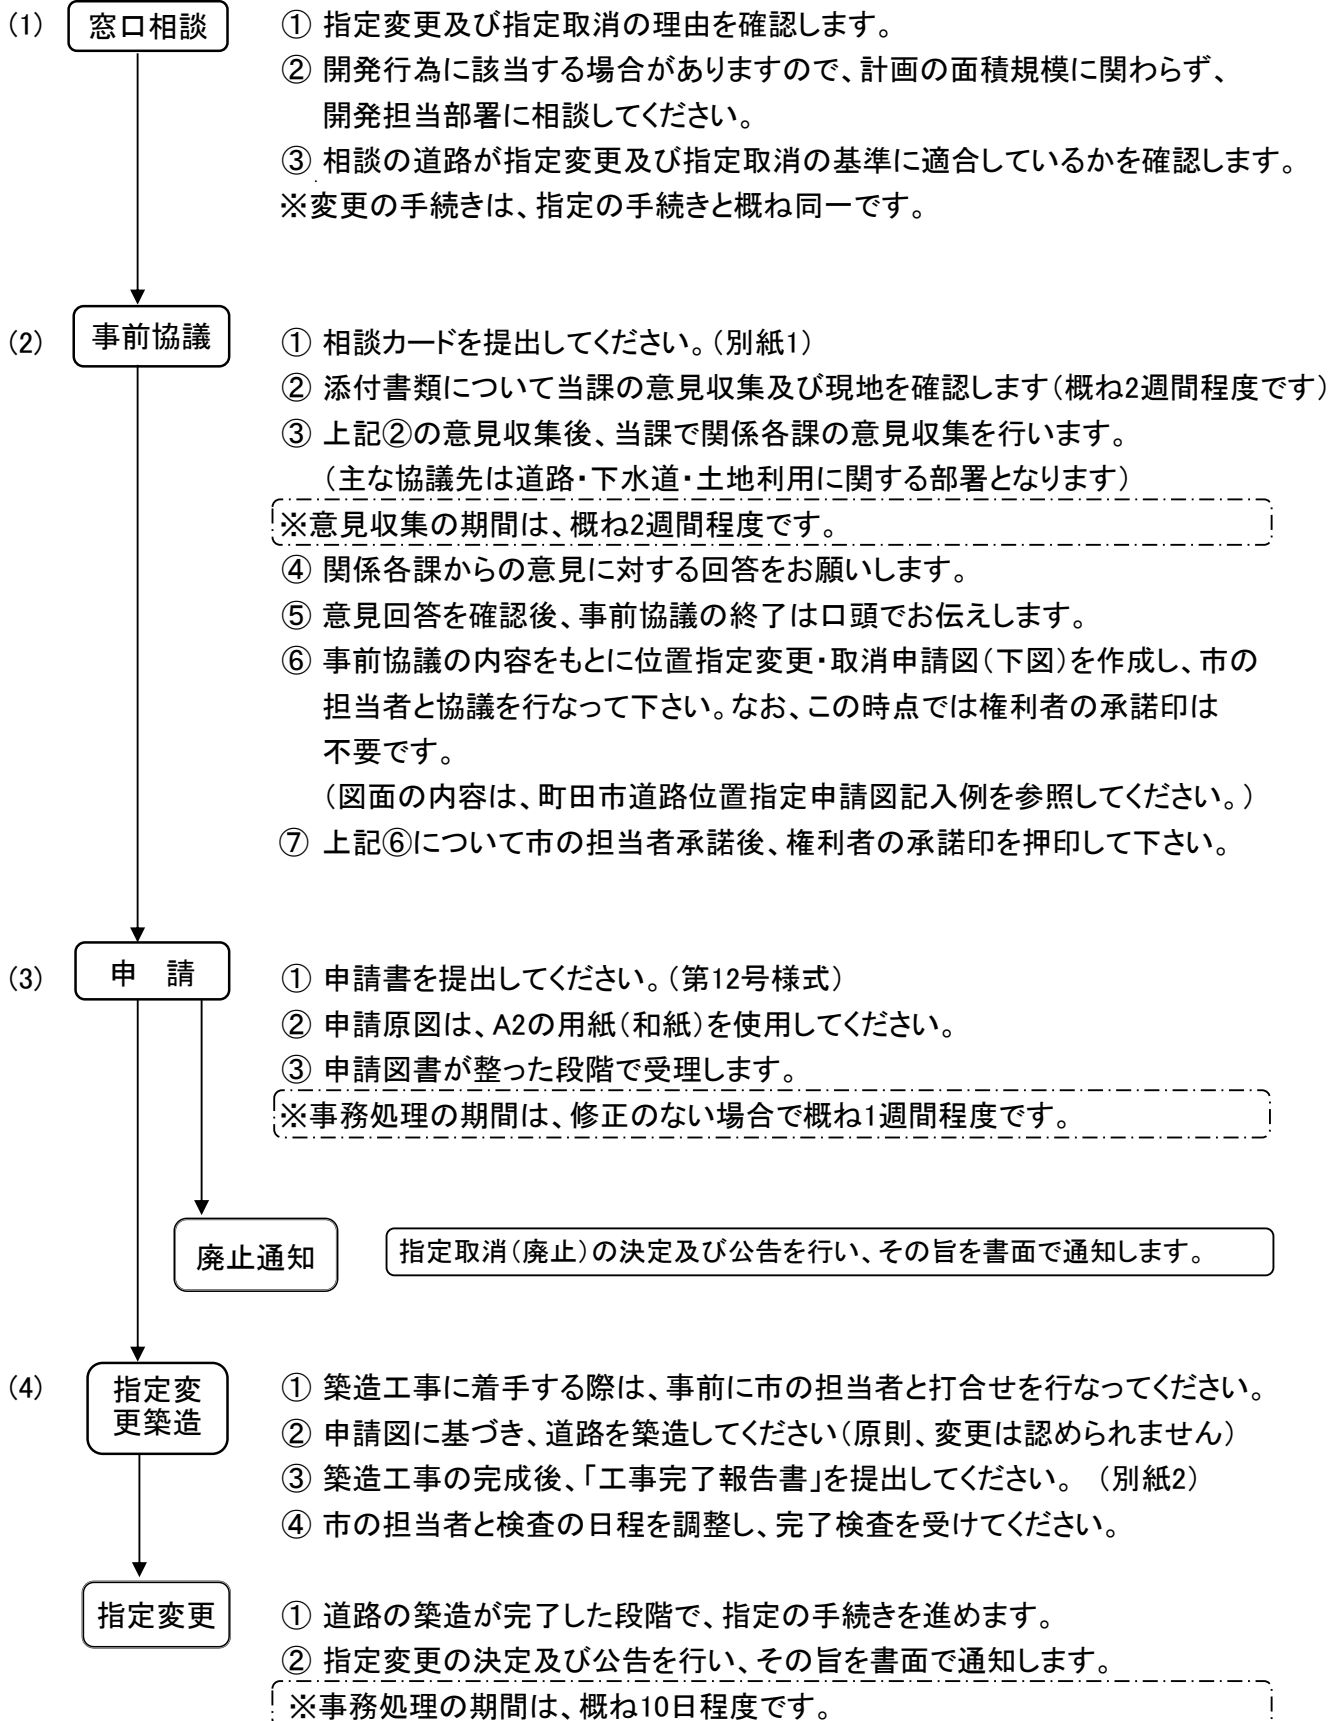 (1) 窓口相談 ① 指定変更及び指定取消の理由を確認します。
② 開発行為に該当する場合がありますので、計画の面積規模に関わらず、
開発担当部署に相談してください。
③ 相談の道路が指定変更及び指定取消の基準に適合しているかを確認します。
※変更の手続きは、指定の手続きと概ね同一です。
(2) 事前協議 ① 相談カードを提出してください。（別紙1）
② 添付書類について当課の意見収集及び現地を確認します（概ね2週間程度です）
③ 上記②の意見収集後、当課で関係各課の意見収集を行います。
（主な協議先は道路・下水道・土地利用に関する部署となります）
※意見収集の期間は、概ね2週間程度です。
④ 関係各課からの意見に対する回答をお願いします。
⑤ 意見回答を確認後、事前協議の終了は口頭でお伝えします。
⑥ 事前協議の内容をもとに位置指定変更・取消申請図（下図）を作成し、市の
担当者と協議を行なって下さい。なお、この時点では権利者の承諾印は
不要です。
（図面の内容は、町田市道路位置指定申請図記入例を参照してください。）
⑦ 上記⑥について市の担当者承諾後、権利者の承諾印を押印して下さい。
(3) 申　請 ① 申請書を提出してください。（第12号様式）
② 申請原図は、A2の用紙（和紙）を使用してください。
③ 申請図書が整った段階で受理します。
※事務処理の期間は、修正のない場合で概ね1週間程度です。
廃止通知 指定取消（廃止）の決定及び公告を行い、その旨を書面で通知します。
(4) 指定変
更築造
① 築造工事に着手する際は、事前に市の担当者と打合せを行なってください。
② 申請図に基づき、道路を築造してください（原則、変更は認められません）
③ 築造工事の完成後、「工事完了報告書」を提出してください。（別紙2）
④ 市の担当者と検査の日程を調整し、完了検査を受けてください。
指定変更 ① 道路の築造が完了した段階で、指定の手続きを進めます。
② 指定変更の決定及び公告を行い、その旨を書面で通知します。
※事務処理の期間は、概ね10日程度です。